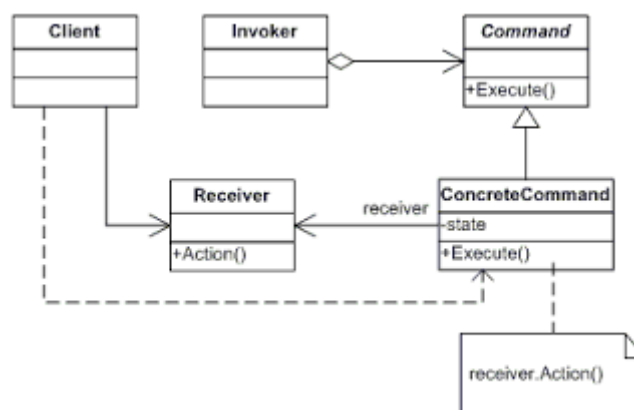 Client
Invoker
Command
+Execute()
Receiver
+Action()
receiver
ConcreteCommand
-state
+Execute()
receiver.Action()